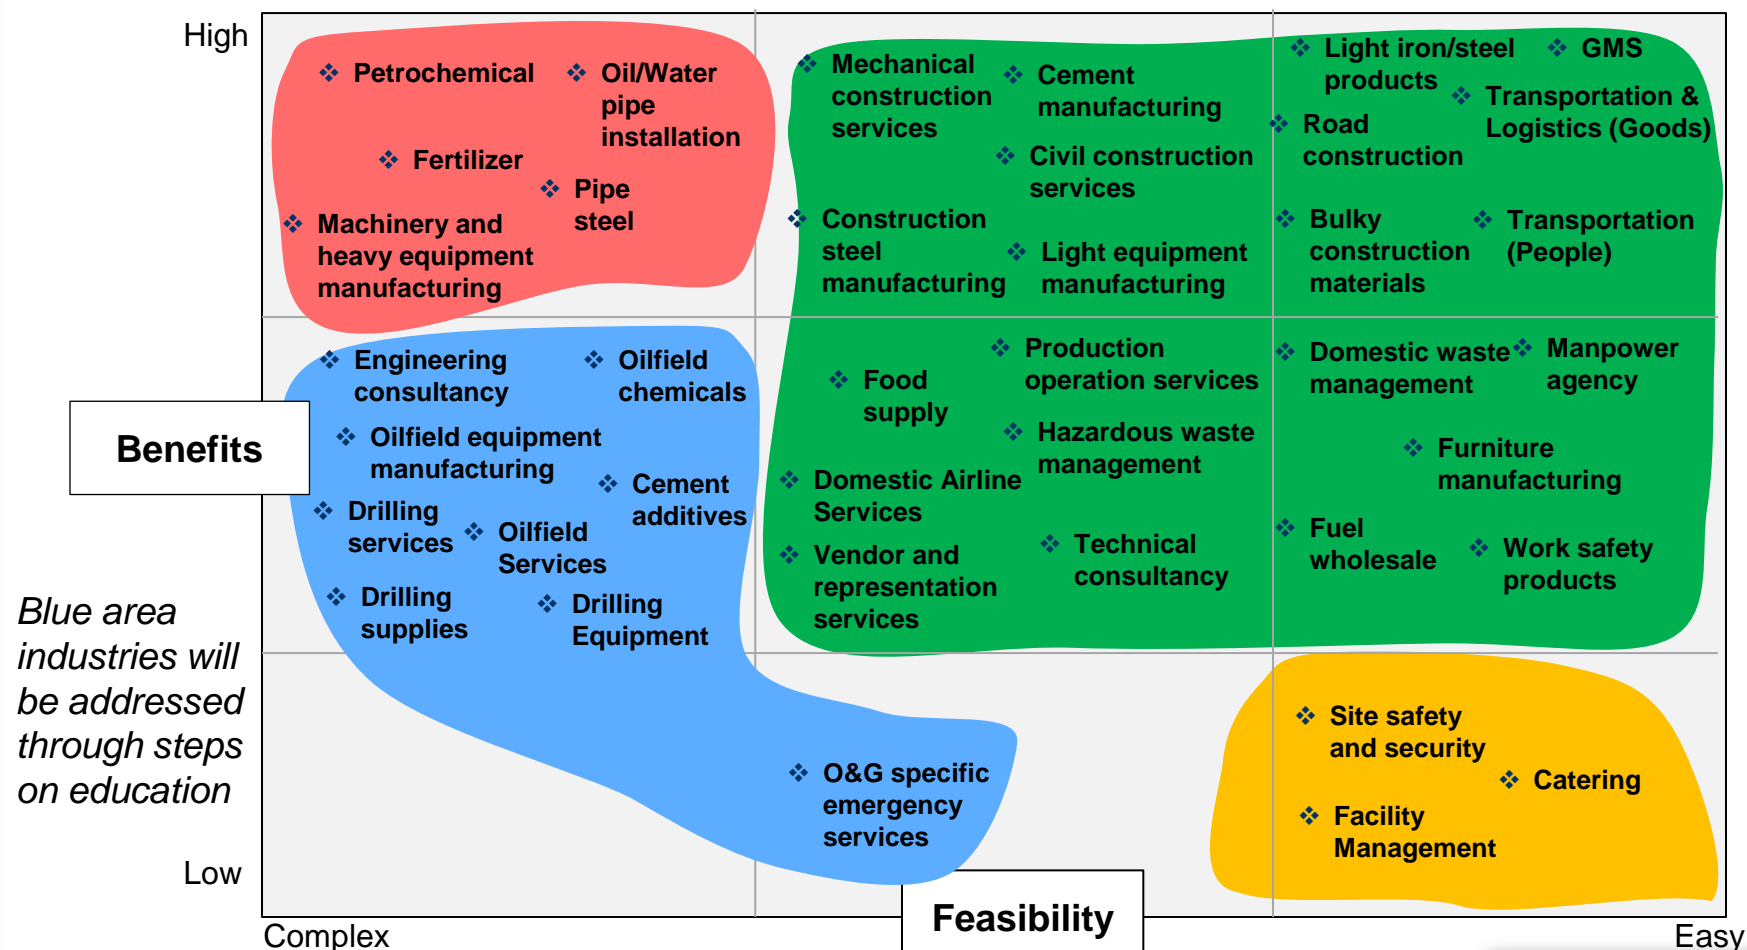 High
Petrochemical
Oil/Water
pipe
installation
Fertilizer
Pipe
steel
Machinery and
heavy equipment
manufacturing
Mechanical
construction
services
Cement
manufacturing
Civil construction
services
Construction
steel
manufacturing
Light equipment
manufacturing
Light iron/steel
products
GMS
Transportation &
Logistics (Goods)
Road
construction
Bulky
construction
materials
Transportation
(People)
Benefits
Engineering
consultancy
Oilfield
chemicals
Oilfield equipment
manufacturing
Cement
additives
Drilling
services
Oilfield
Services
Drilling
supplies
Drilling
Equipment
Production
operation services
Food
supply
Hazardous waste
management
Domestic Airline
Services
Vendor and
representation
services
Technical
consultancy
Domestic waste
management
Manpower
agency
Furniture
manufacturing
Fuel
wholesale
Work safety
products
Blue area
industries will
be addressed
through steps
on education
O&G specific
emergency
services
Site safety
and security
Catering
Facility
Management
Low
Complex
Feasibility
Easy